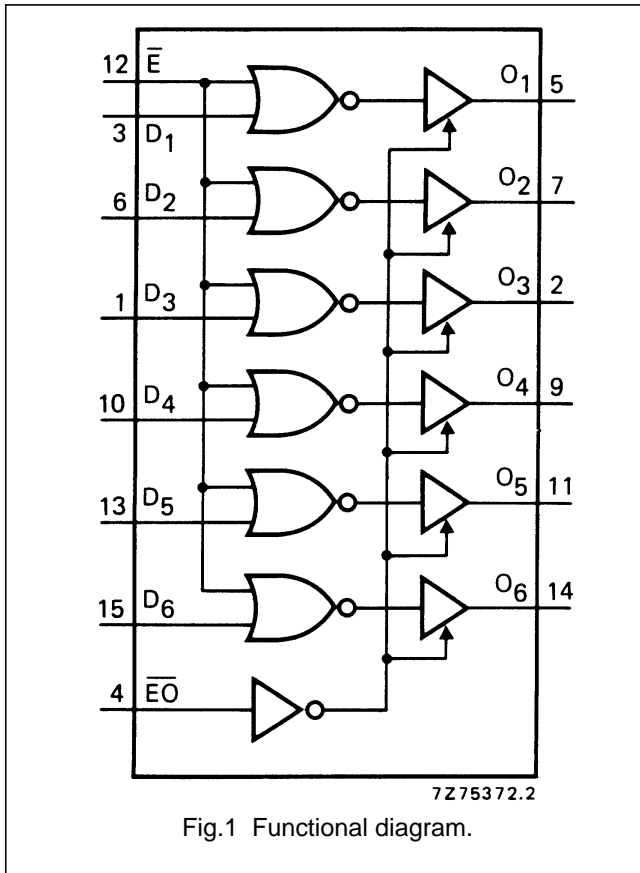 12 E̅ O₁ 5
3 D₁
6 D₂ O₂ 7
1 D₃ O₃ 2
10 D₄ O₄ 9
13 D₅ O₅ 11
15 D₆ O₆ 14
4 E̅O̅
7Z75372.2
Fig.1 Functional diagram.